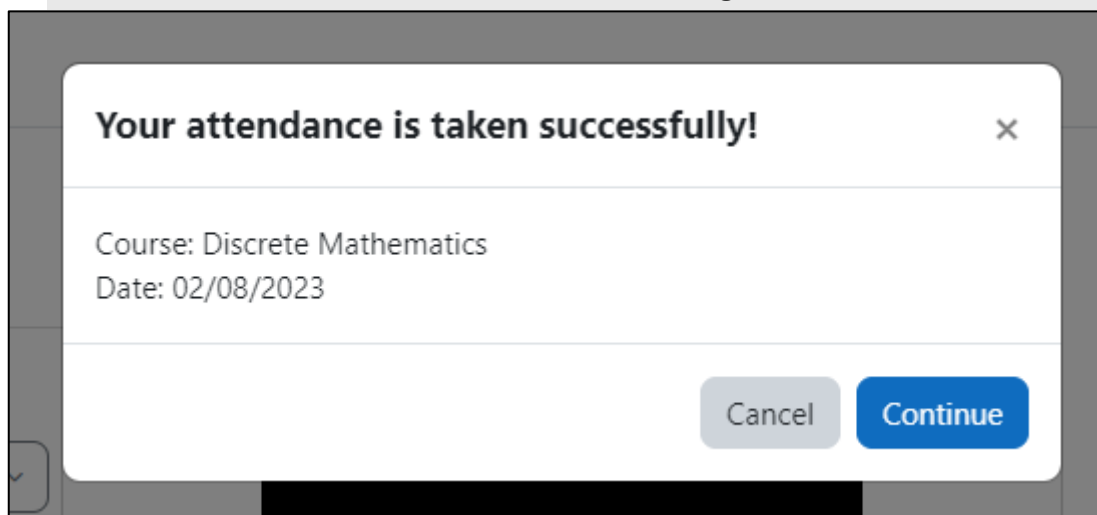 Your attendance is taken successfully!
×
Course: Discrete Mathematics
Date: 02/08/2023
Cancel Continue